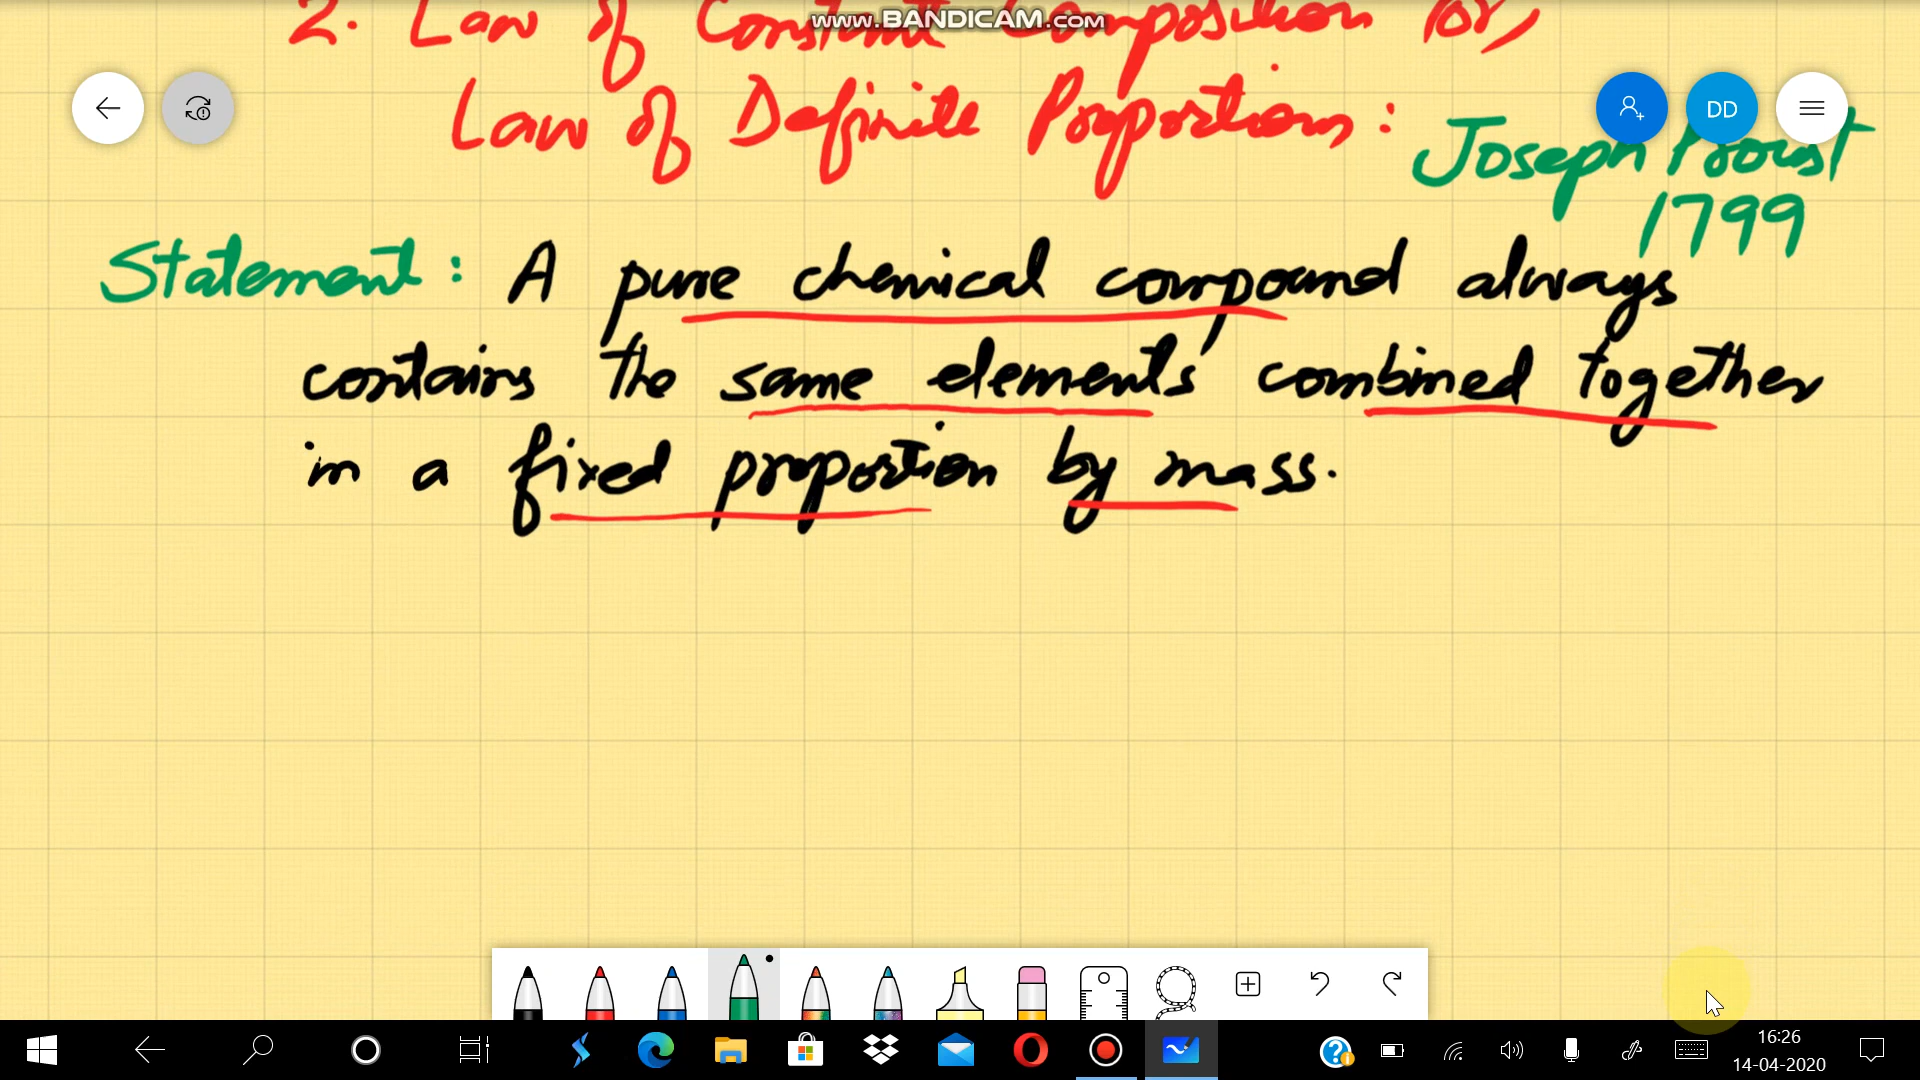 www.BANDICAM.com
2. Law of Constant Composition (or)
Law of Definite Proportions:
DD
Joseph Proust
1799
Statement: A pure chemical compound always
contains the same elements combined together
in a fixed proportion by mass.
16:26
14-04-2020